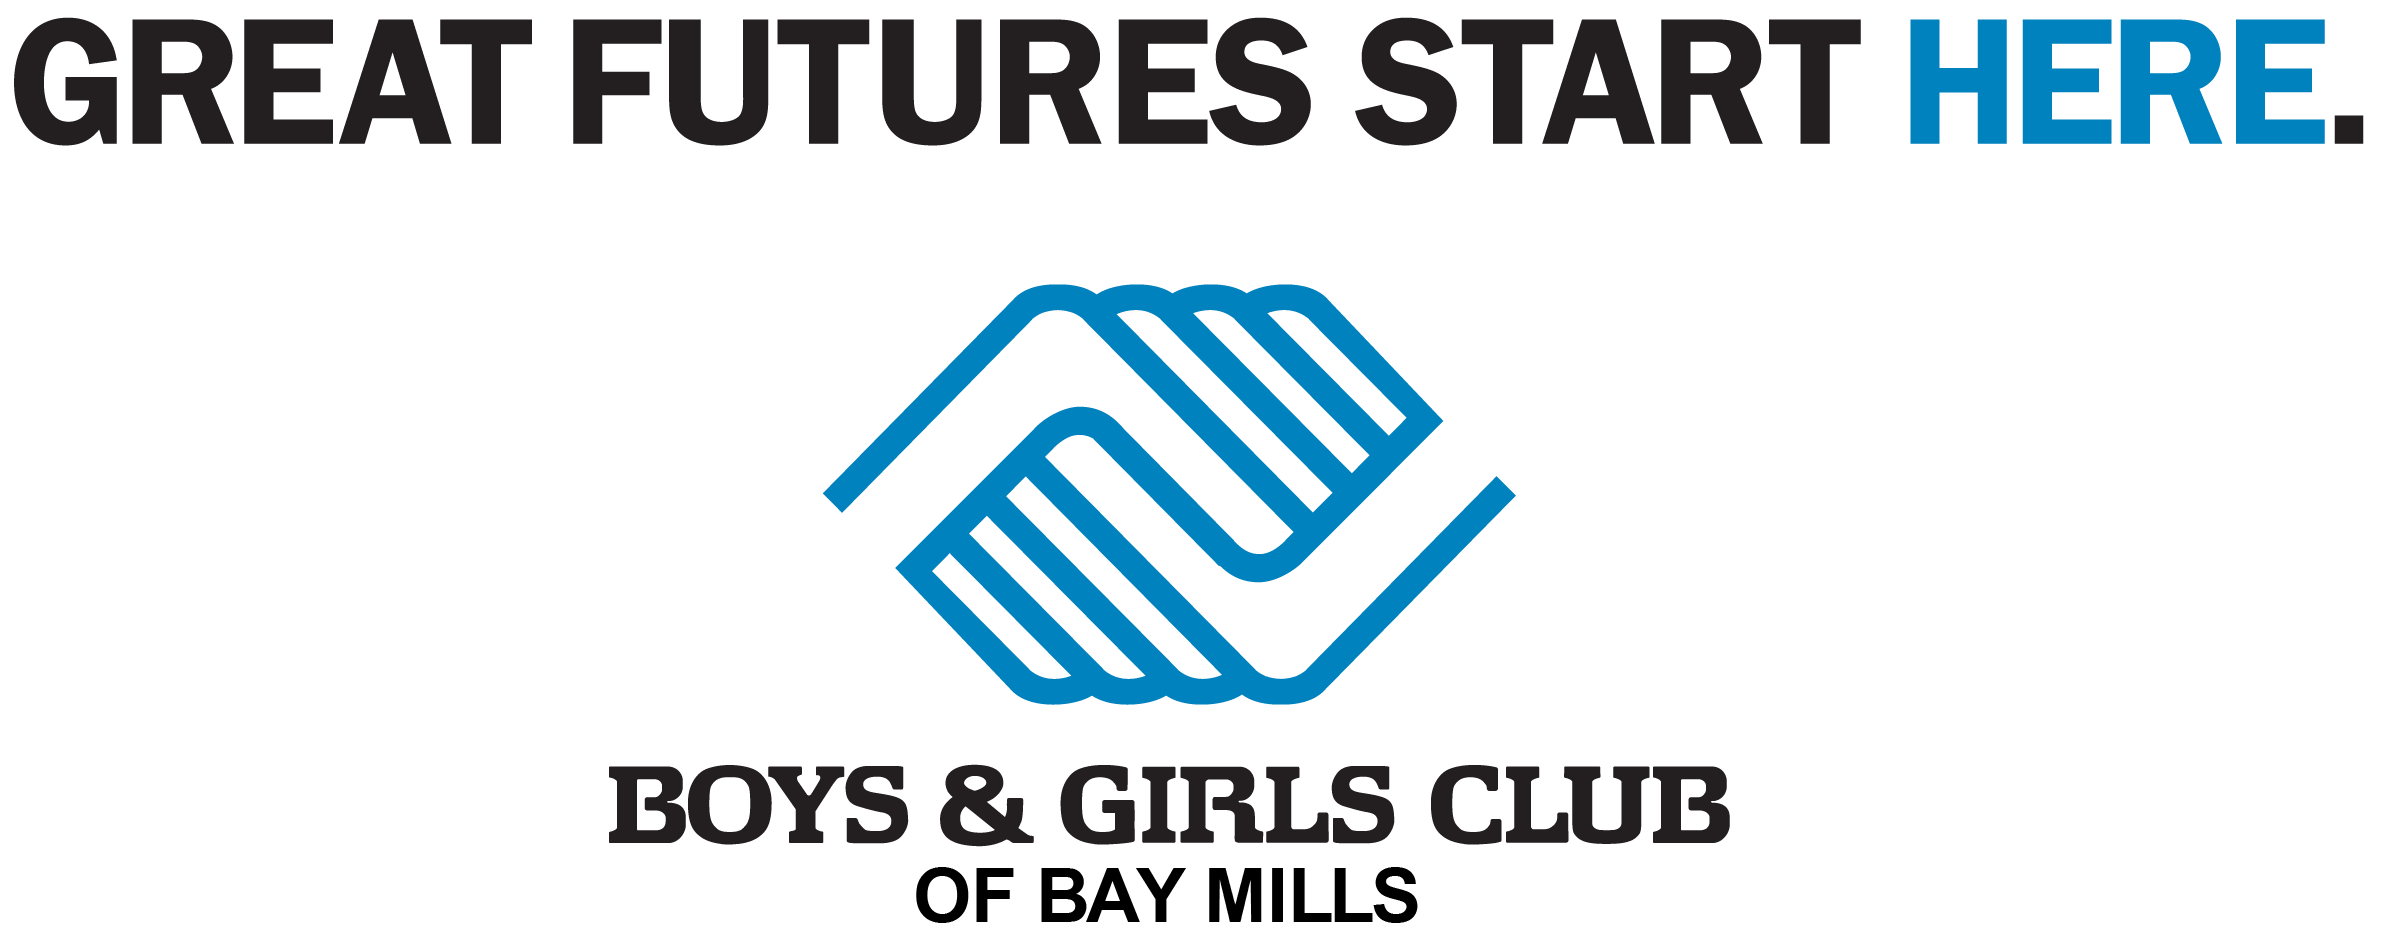 GREAT FUTURES START HERE.
BOYS & GIRLS CLUB
OF BAY MILLS